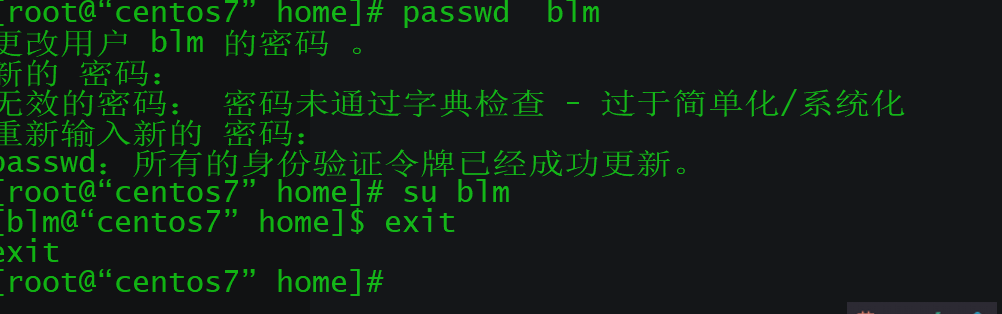 [root@“centos7” home]# passwd  blm
更改用户 blm 的密码 。
新的 密码：
无效的密码： 密码未通过字典检查 - 过于简单化/系统化
重新输入新的 密码：
passwd：所有的身份验证令牌已经成功更新。
[root@“centos7” home]# su blm
[blm@“centos7” home]$ exit
exit
[root@“centos7” home]#